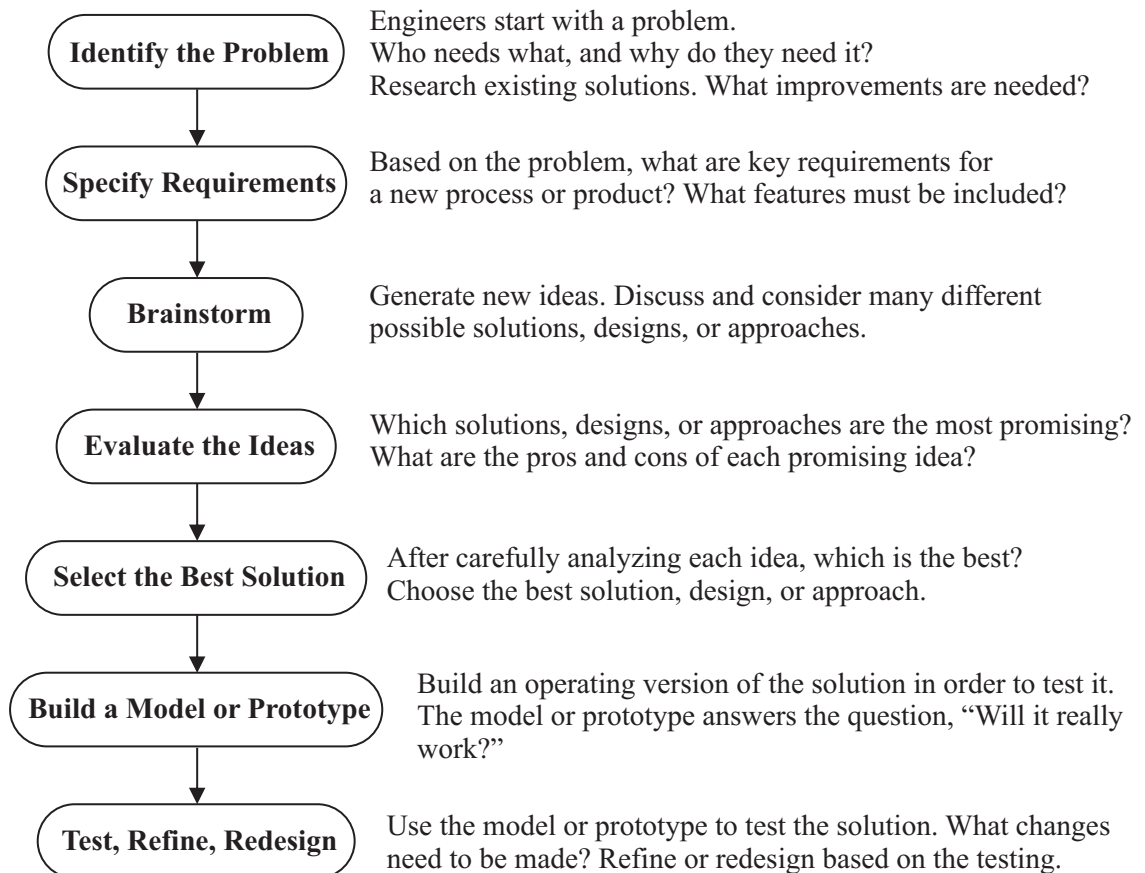 Identify the Problem
Engineers start with a problem.
Who needs what, and why do they need it?
Research existing solutions. What improvements are needed?
Specify Requirements
Based on the problem, what are key requirements for
a new process or product? What features must be included?
Brainstorm
Generate new ideas. Discuss and consider many different
possible solutions, designs, or approaches.
Evaluate the Ideas
Which solutions, designs, or approaches are the most promising?
What are the pros and cons of each promising idea?
Select the Best Solution
After carefully analyzing each idea, which is the best?
Choose the best solution, design, or approach.
Build a Model or Prototype
Build an operating version of the solution in order to test it.
The model or prototype answers the question, “Will it really
work?”
Test, Refine, Redesign
Use the model or prototype to test the solution. What changes
need to be made? Refine or redesign based on the testing.